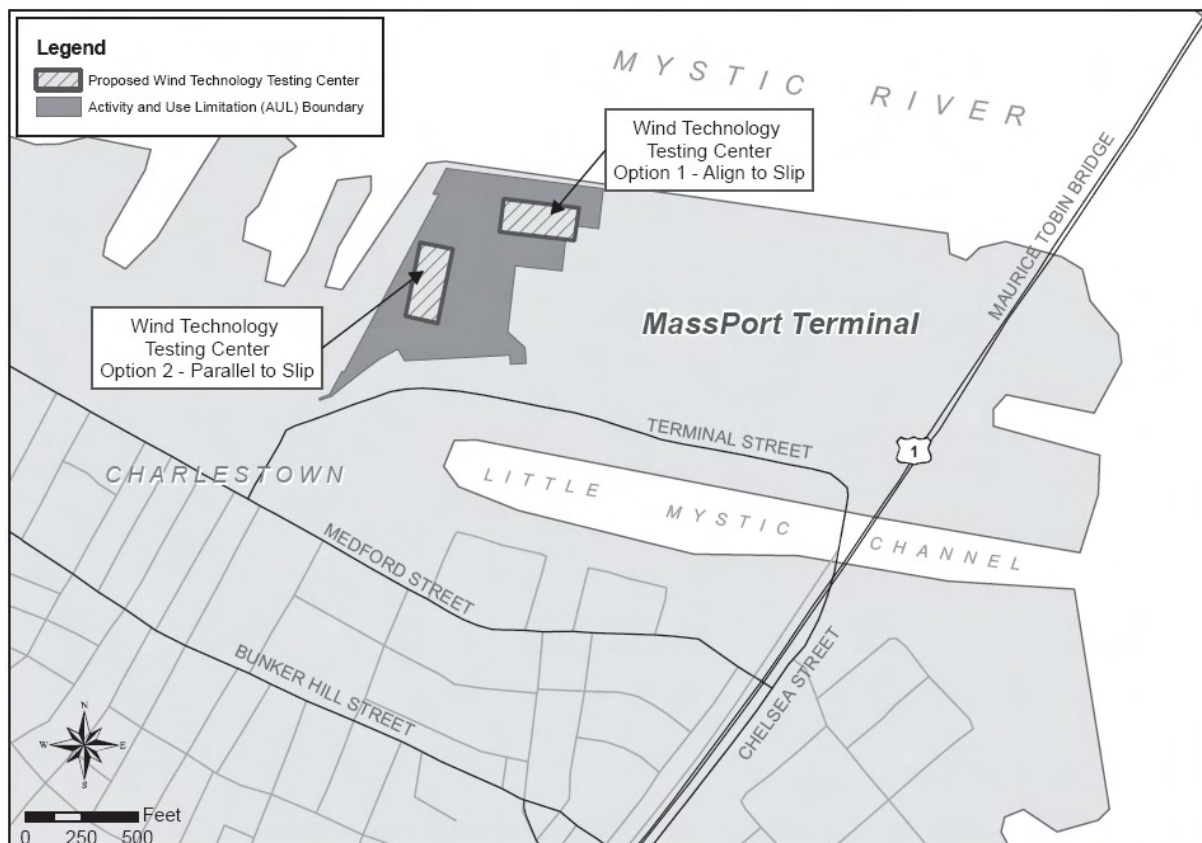 Legend
Proposed Wind Technology Testing Center
Activity and Use Limitation (AUL) Boundary
MYSTIC RIVER
Wind Technology
Testing Center
Option 1 - Align to Slip
MAURICE TOBIN BRIDGE
MassPort Terminal
Wind Technology
Testing Center
Option 2 - Parallel to Slip
TERMINAL STREET
1
CHARLESTOWN
LITTLE MYSTIC CHANNEL
MEDFORD STREET
BUNKER HILL STREET
CHELSEA STREET
N
W E
S
Feet
0 250 500